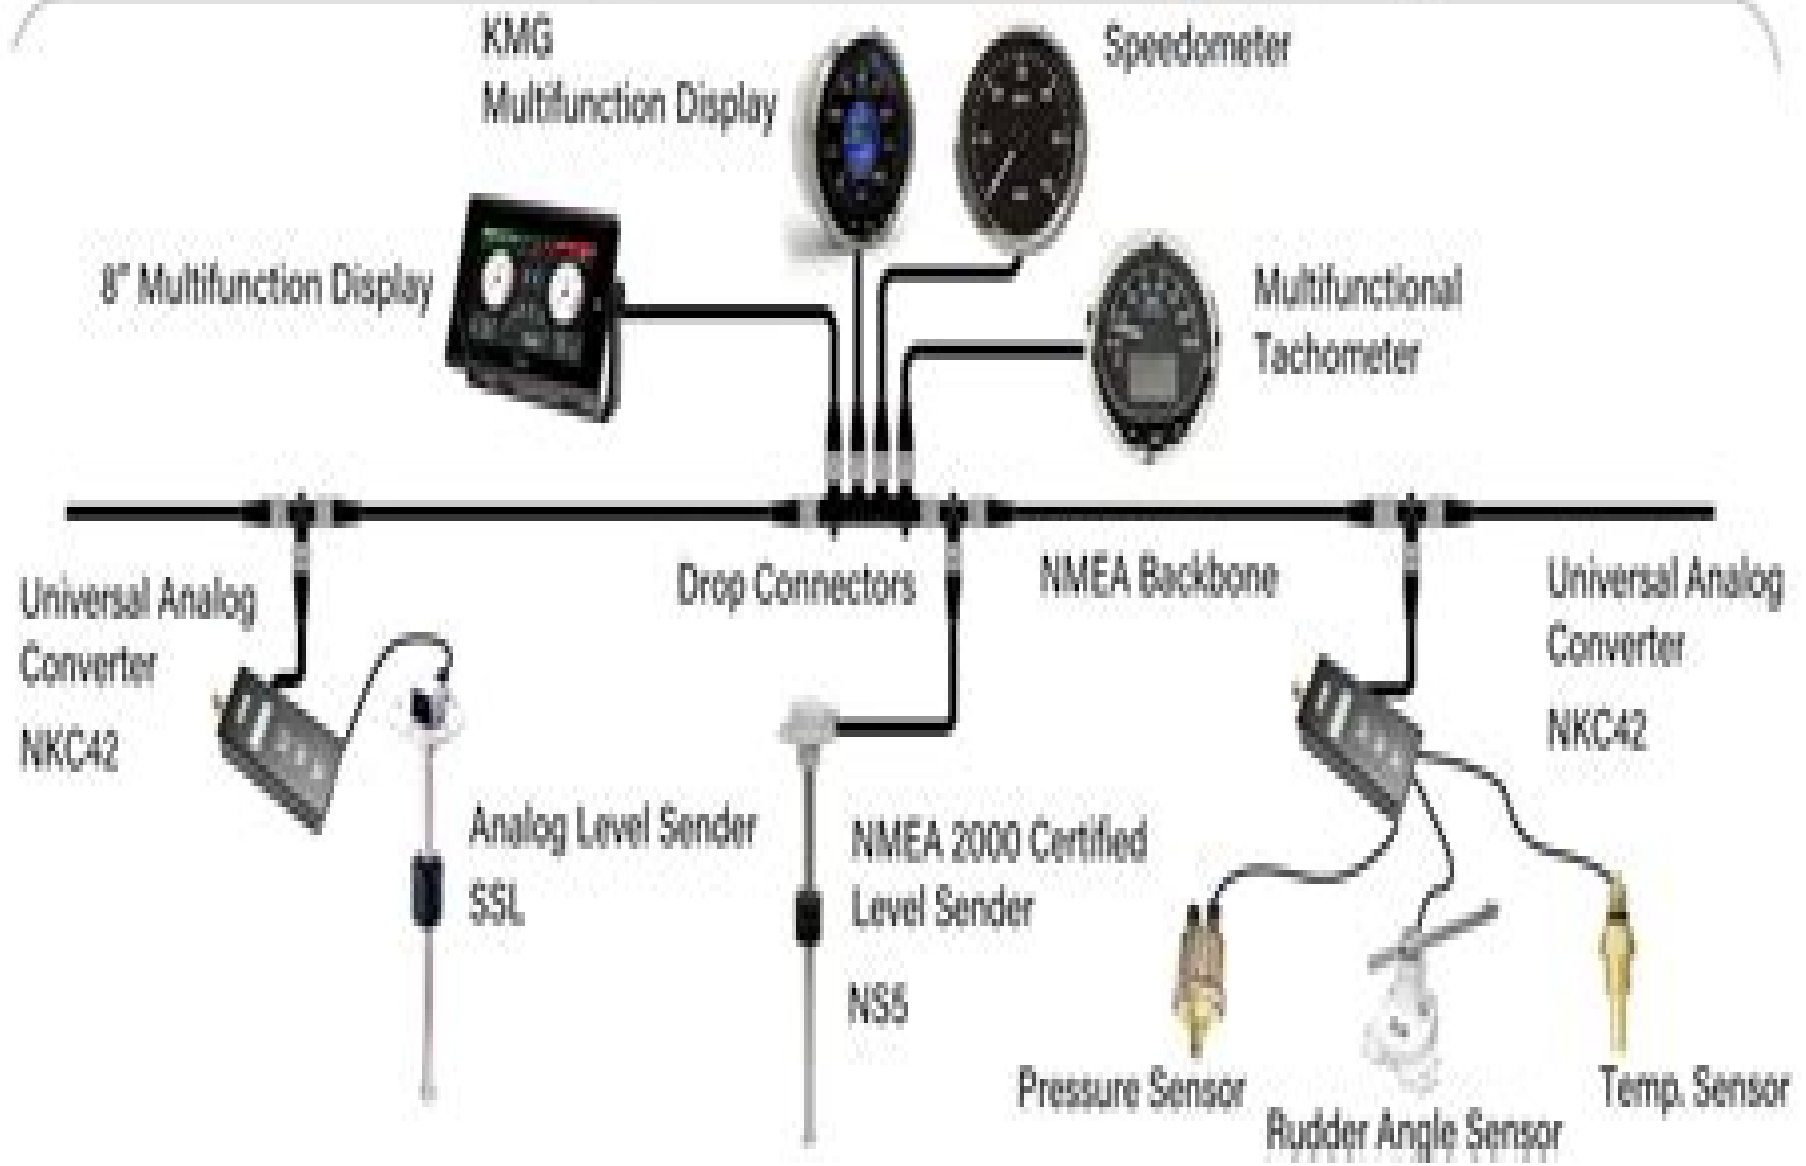 KMG
Multifunction Display
Speedometer
8" Multifunction Display
Multifunctional
Tachometer
Drop Connectors
NMEA Backbone
Universal Analog
Converter
NKC42
Universal Analog
Converter
NKC42
Analog Level Sender
SSL
NMEA 2000 Certified
Level Sender
NS5
Pressure Sensor
Rudder Angle Sensor
Temp. Sensor